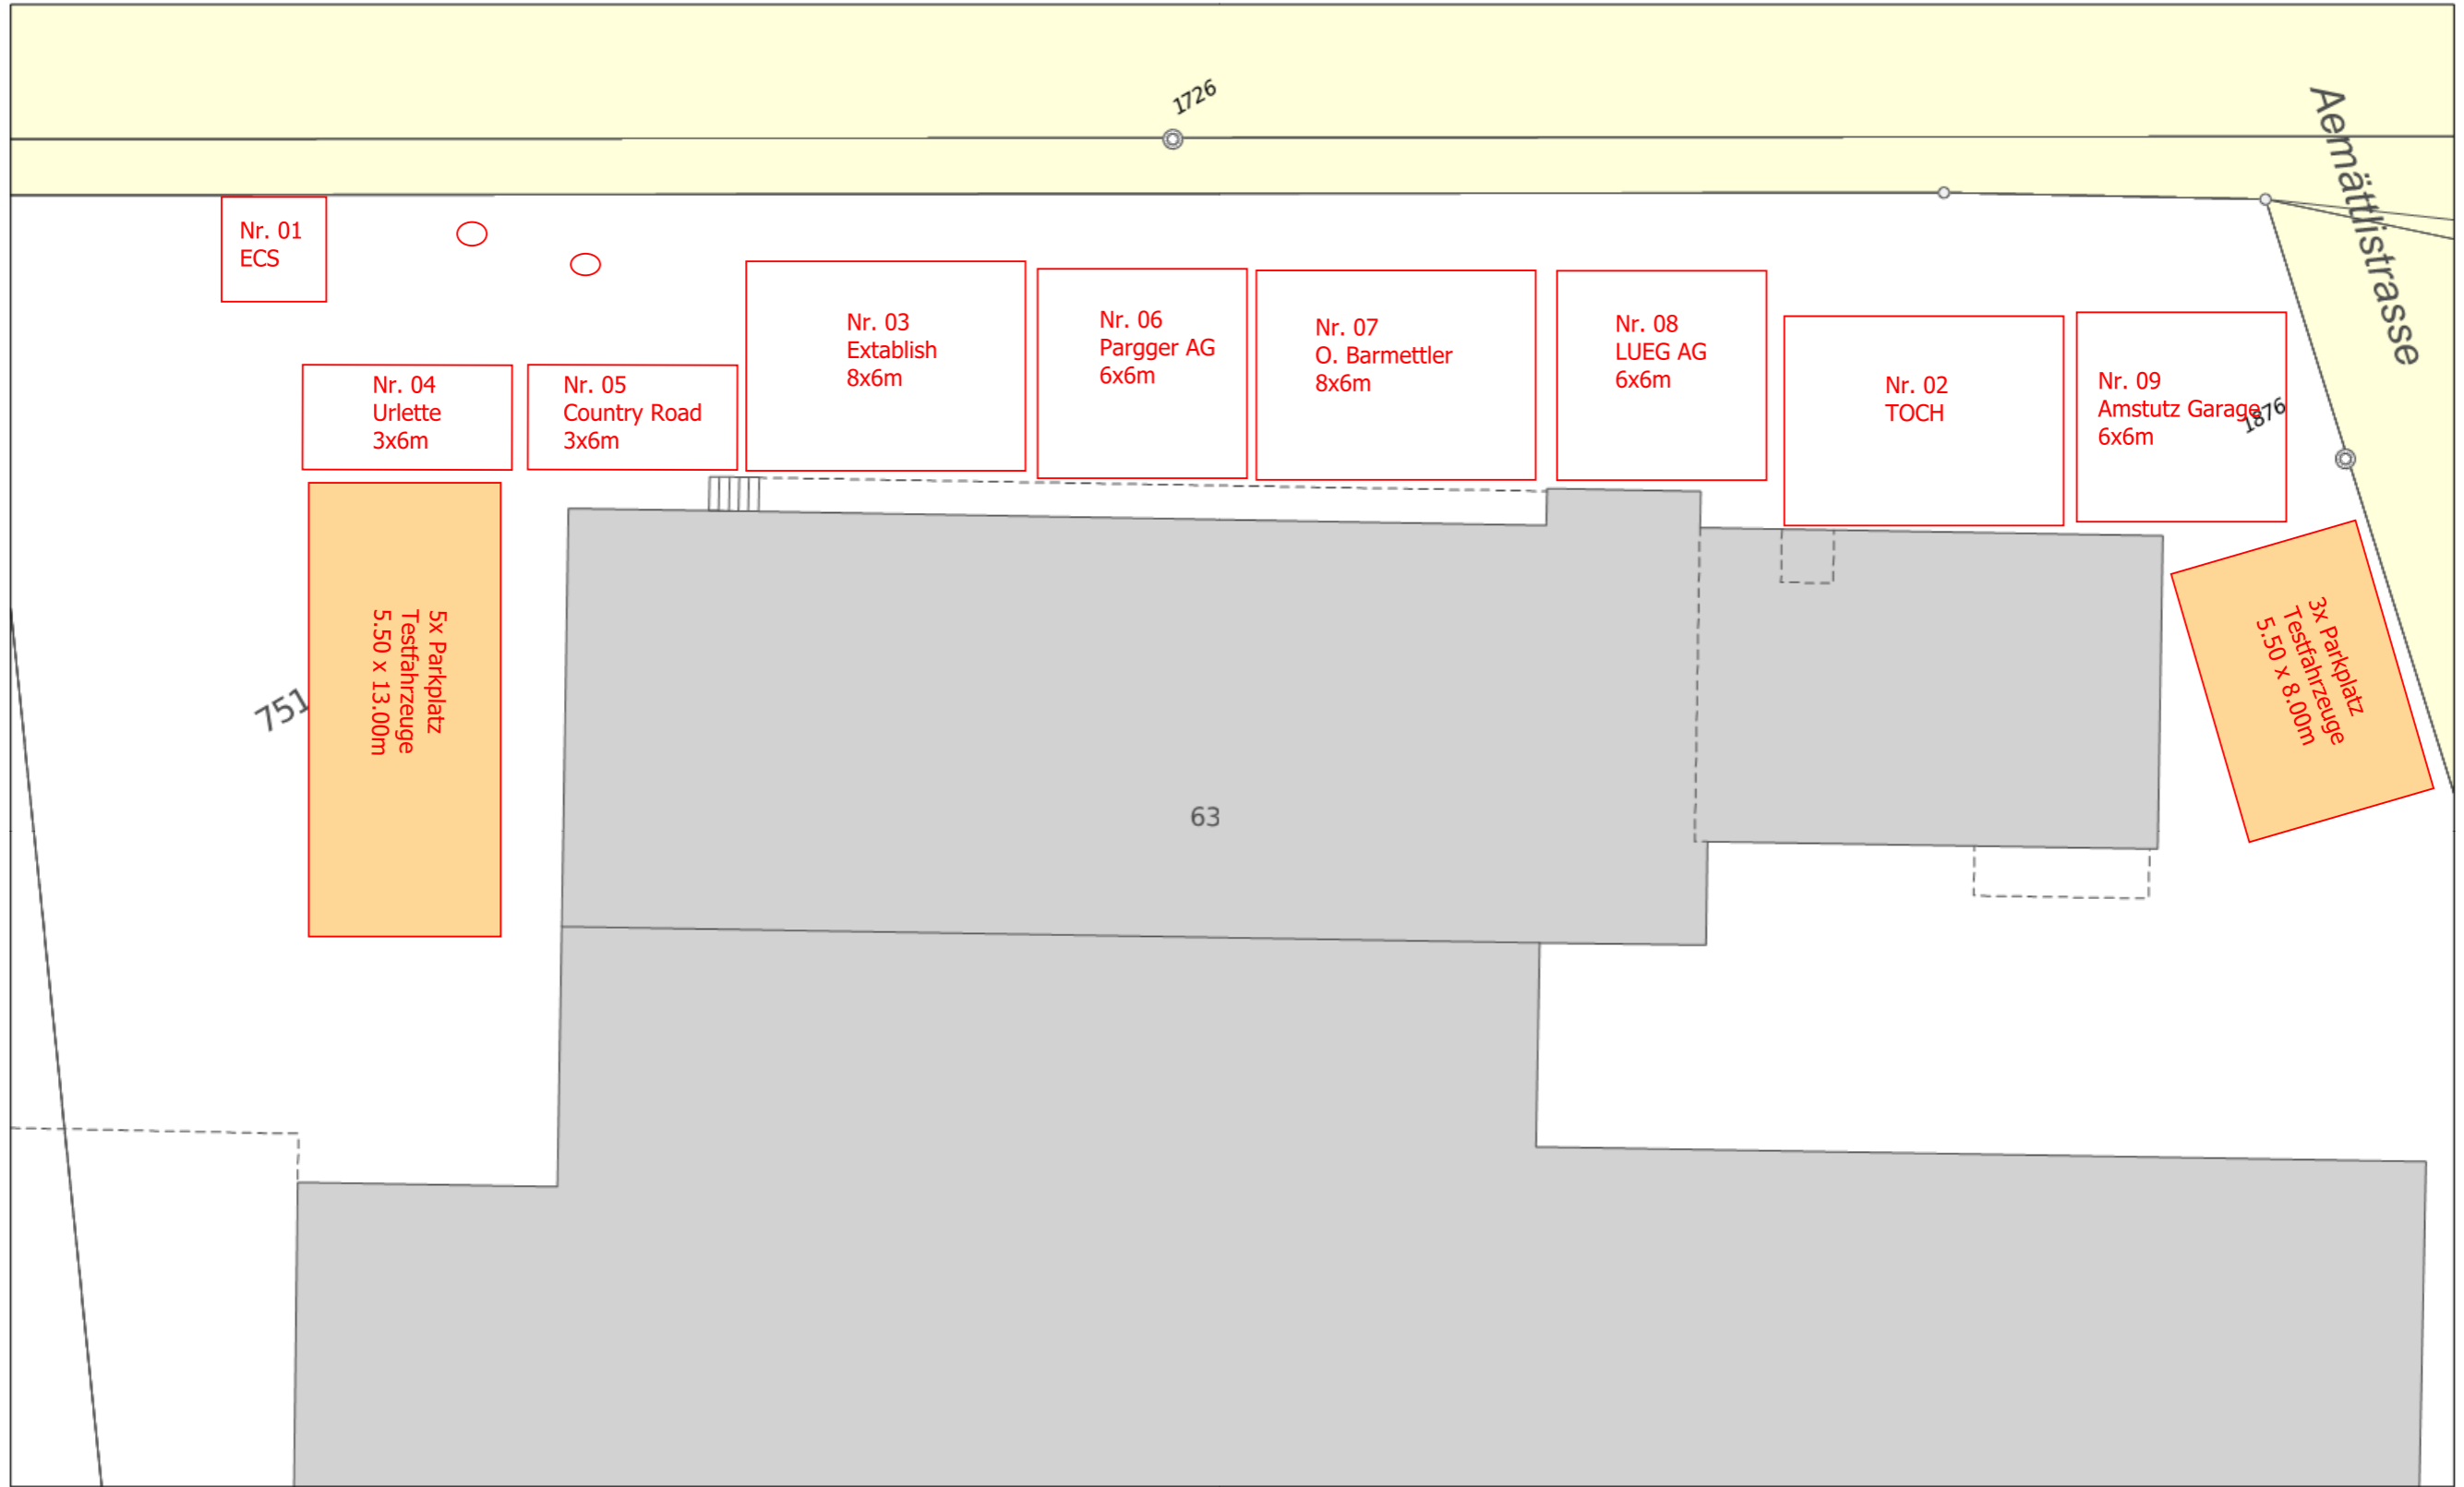 1726
Aemättlistrasse
Nr. 01
ECS
Nr. 03
Extablish
8x6m
Nr. 06
Pargger AG
6x6m
Nr. 07
O. Barmettler
8x6m
Nr. 08
LUEG AG
6x6m
Nr. 04
Urlette
3x6m
Nr. 05
Country Road
3x6m
Nr. 02
TOCH
Nr. 09
Amstutz Garage
6x6m
1876
5x Parkplatz
Testfahrzeuge
5.50 x 13.00m
3x Parkplatz
Testfahrzeuge
5.50 x 8.00m
751
63